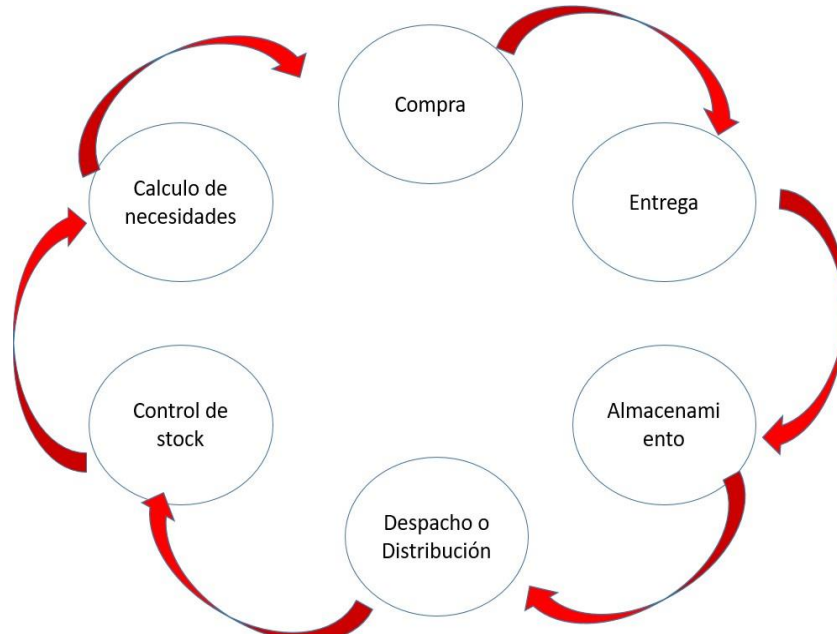 Compra
Entrega
Almacenami
ento
Despacho o
Distribución
Control de
stock
Calculo de
necesidades